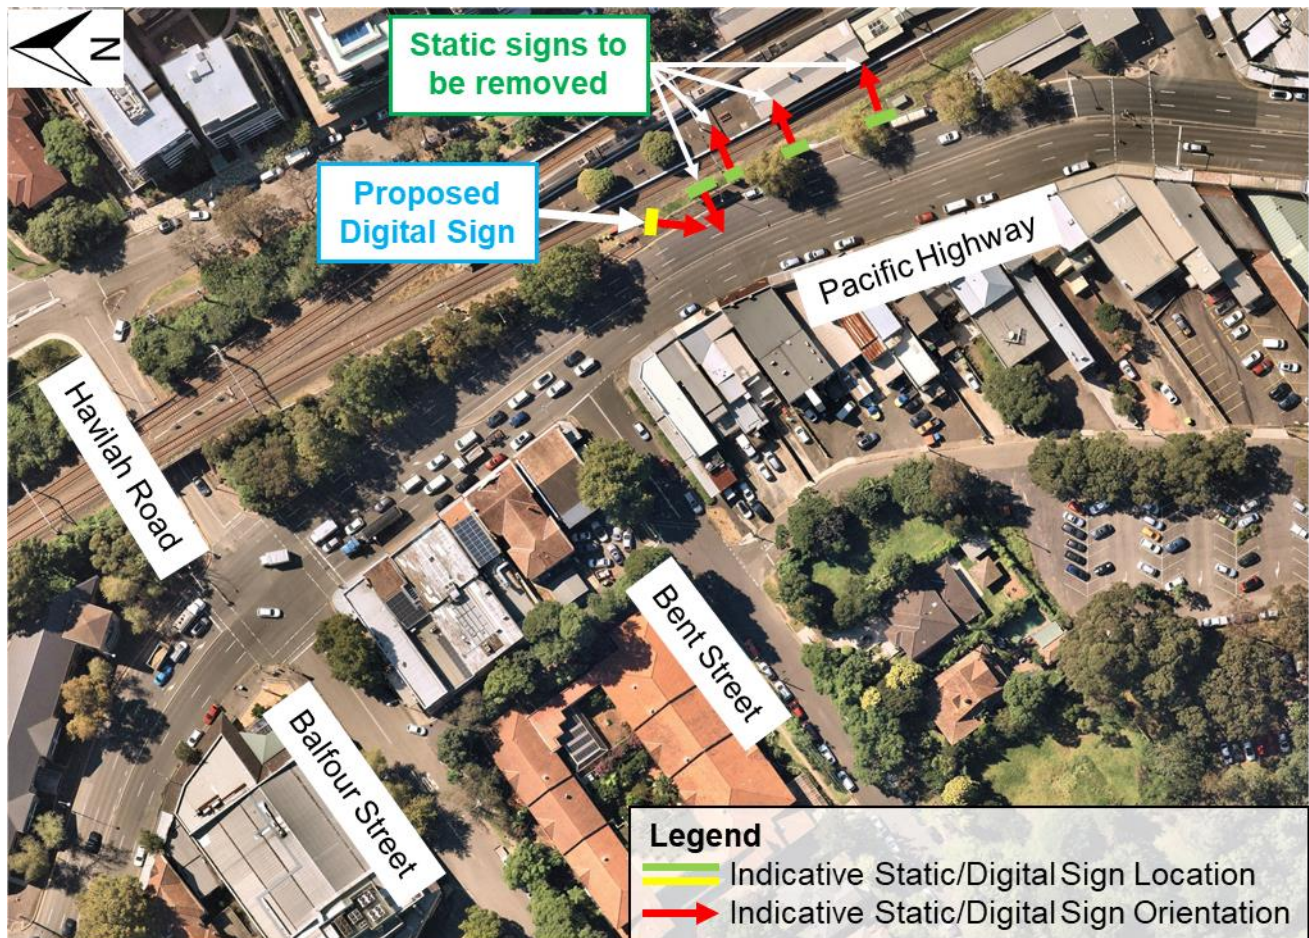 N
Static signs to
be removed
Proposed
Digital Sign
Pacific Highway
Havilah Road
Bent Street
Balfour Street
Legend
Indicative Static/Digital Sign Location
Indicative Static/Digital Sign Orientation